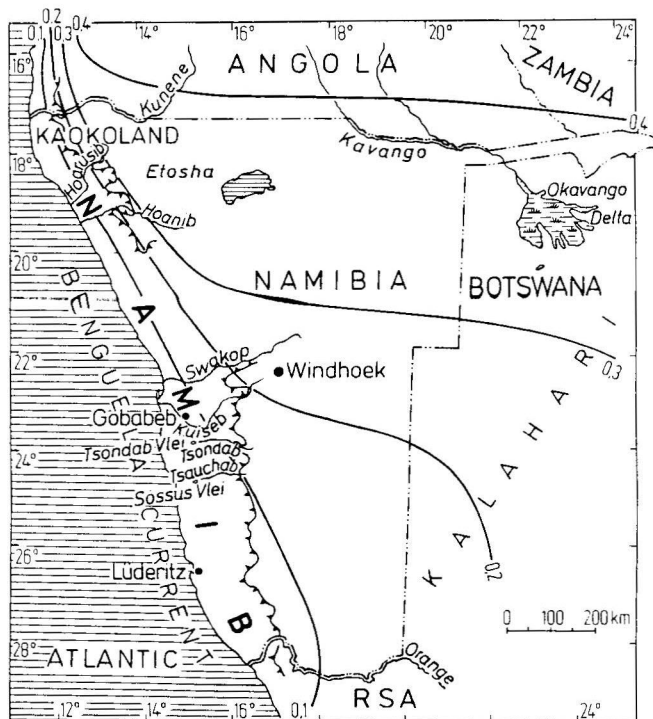 0.2
0.3
0.1
0.4
14°
16°
18°
20°
22°
24°
16°
ANGOLA
ZAMBIA
Kunene
0.4
KAOKOLAND
Kavango
18°
Hoarusib
Etosha
Okavango
Delta
Hoanib
N
20°
NAMIBIA
BOTSWANA
A
22°
Swakop
Windhoek
0.3
M
Gobabeb
Kuiseb
Tsondab Vlei
Tsondab
24°
Tsauchab
Sossus Vlei
KALAHARI
BENGUELA CURRENT
I
0.2
26°
Lüderitz
B
0 100 200 km
28°
ATLANTIC
Orange
RSA
12°
14°
16°
0.1
24°